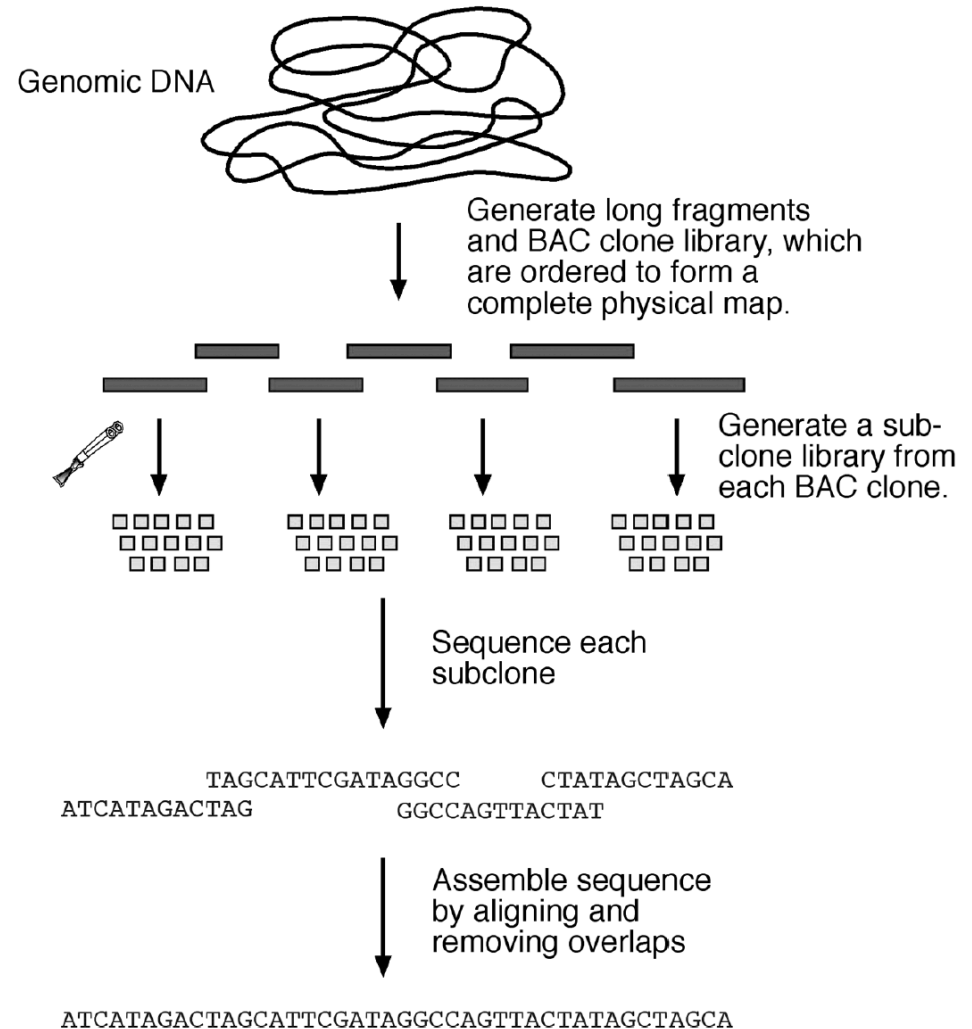 Genomic DNA
Generate long fragments
and BAC clone library, which
are ordered to form a
complete physical map.
Generate a sub-
clone library from
each BAC clone.
Sequence each
subclone
TAGCATTCGATAGGCC CTATAGCTAGCA
ATCATAGACTAG GGCCAGTTACTAT
Assemble sequence
by aligning and
removing overlaps
ATCATAGACTAGCATTCGATAGGCCAGTTACTATAGCTAGCA